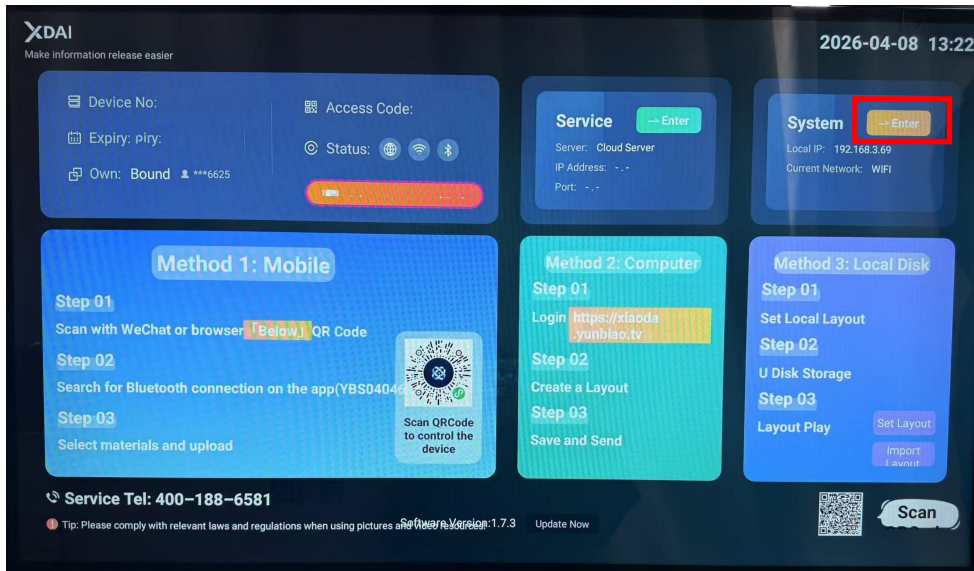 XDAI
Make information release easier
2026-04-08 13:22
Device No:
Expiry: piry:
Own: Bound ***6625
Access Code:
Status:
Service
→ Enter
Server: Cloud Server
IP Address: -.-
Port: -.-
System
→ Enter
Local IP: 192.168.3.69
Current Network: WIFI
Method 1: Mobile
Step 01
Scan with WeChat or browser「Below」QR Code
Step 02
Search for Bluetooth connection on the app(YBS04046
Step 03
Select materials and upload
Scan QRCode
to control the
device
Method 2: Computer
Step 01
Login https://xiaoda
.yunbiao.tv
Step 02
Create a Layout
Step 03
Save and Send
Method 3: Local Disk
Step 01
Set Local Layout
Step 02
U Disk Storage
Step 03
Layout Play
Set Layout
Import
Layout
Service Tel: 400-188-6581
Tip: Please comply with relevant laws and regulations when using pictures and video resources!
Software Version:1.7.3
Update Now
Scan